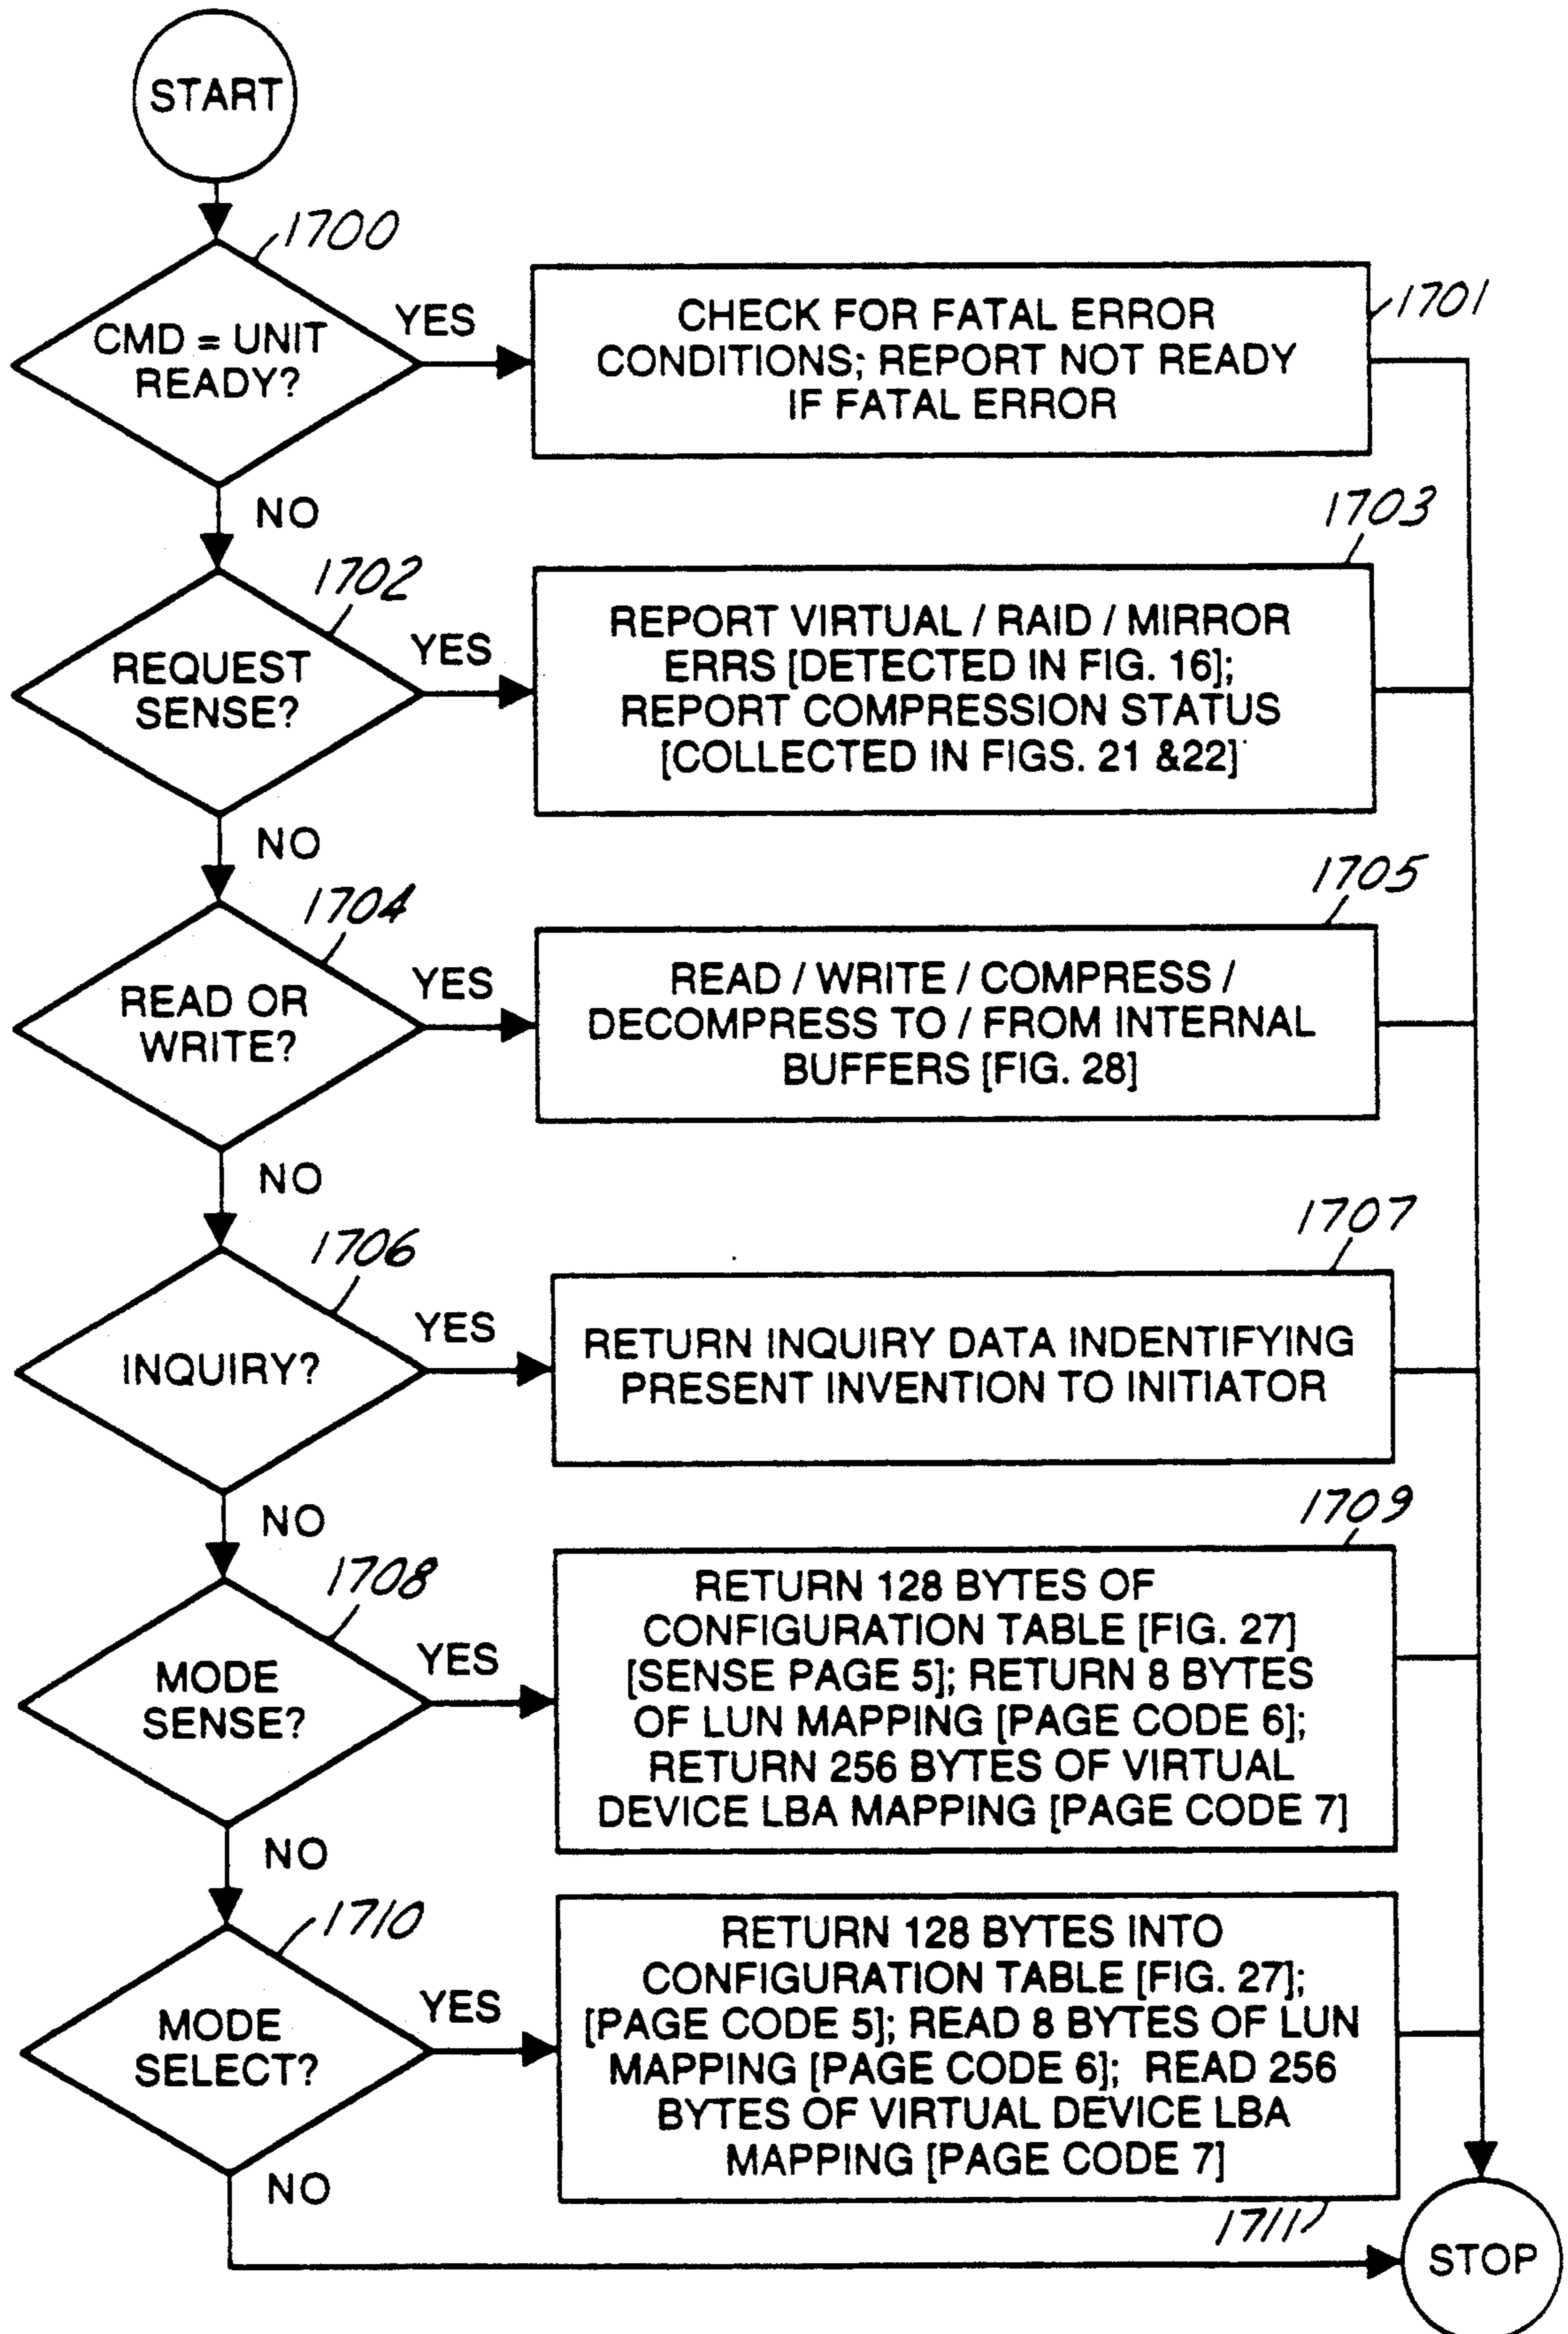 START
1700
CMD = UNIT
READY?
YES
CHECK FOR FATAL ERROR
CONDITIONS; REPORT NOT READY
IF FATAL ERROR
1701
NO
1702
REQUEST
SENSE?
YES
REPORT VIRTUAL / RAID / MIRROR
ERRS [DETECTED IN FIG. 16];
REPORT COMPRESSION STATUS
[COLLECTED IN FIGS. 21 &22]
1703
NO
1704
READ OR
WRITE?
YES
READ / WRITE / COMPRESS /
DECOMPRESS TO / FROM INTERNAL
BUFFERS [FIG. 28]
1705
NO
1706
INQUIRY?
YES
RETURN INQUIRY DATA INDENTIFYING
PRESENT INVENTION TO INITIATOR
1707
NO
1708
MODE
SENSE?
YES
RETURN 128 BYTES OF
CONFIGURATION TABLE [FIG. 27]
[SENSE PAGE 5]; RETURN 8 BYTES
OF LUN MAPPING [PAGE CODE 6];
RETURN 256 BYTES OF VIRTUAL
DEVICE LBA MAPPING [PAGE CODE 7]
1709
NO
1710
MODE
SELECT?
YES
RETURN 128 BYTES INTO
CONFIGURATION TABLE [FIG. 27];
[PAGE CODE 5]; READ 8 BYTES OF LUN
MAPPING [PAGE CODE 6]; READ 256
BYTES OF VIRTUAL DEVICE LBA
MAPPING [PAGE CODE 7]
1711
NO
STOP